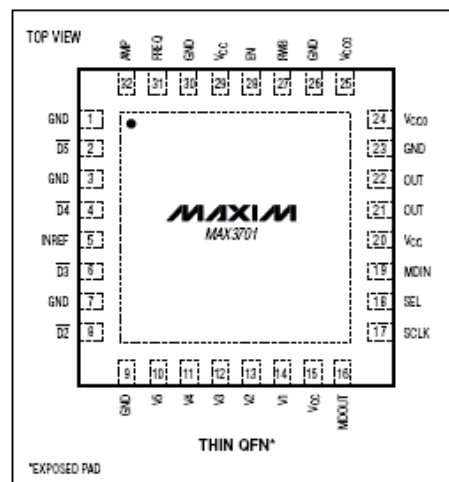 TOP VIEW
AMP FREQ GND VCC EN RWB GND VCCO
32 31 30 29 28 27 26 25
GND 1
D5 2
GND 3
D4 4
INREF 5
D3 6
GND 7
D2 8
24 VCCO
23 GND
22 OUT
21 OUT
20 VCC
19 MDIN
18 SEL
17 SCLK
MAXIM
MAX3701
9 10 11 12 13 14 15 16
GND V5 V4 V3 V2 V1 VCC MDOUT
THIN QFN*
*EXPOSED PAD